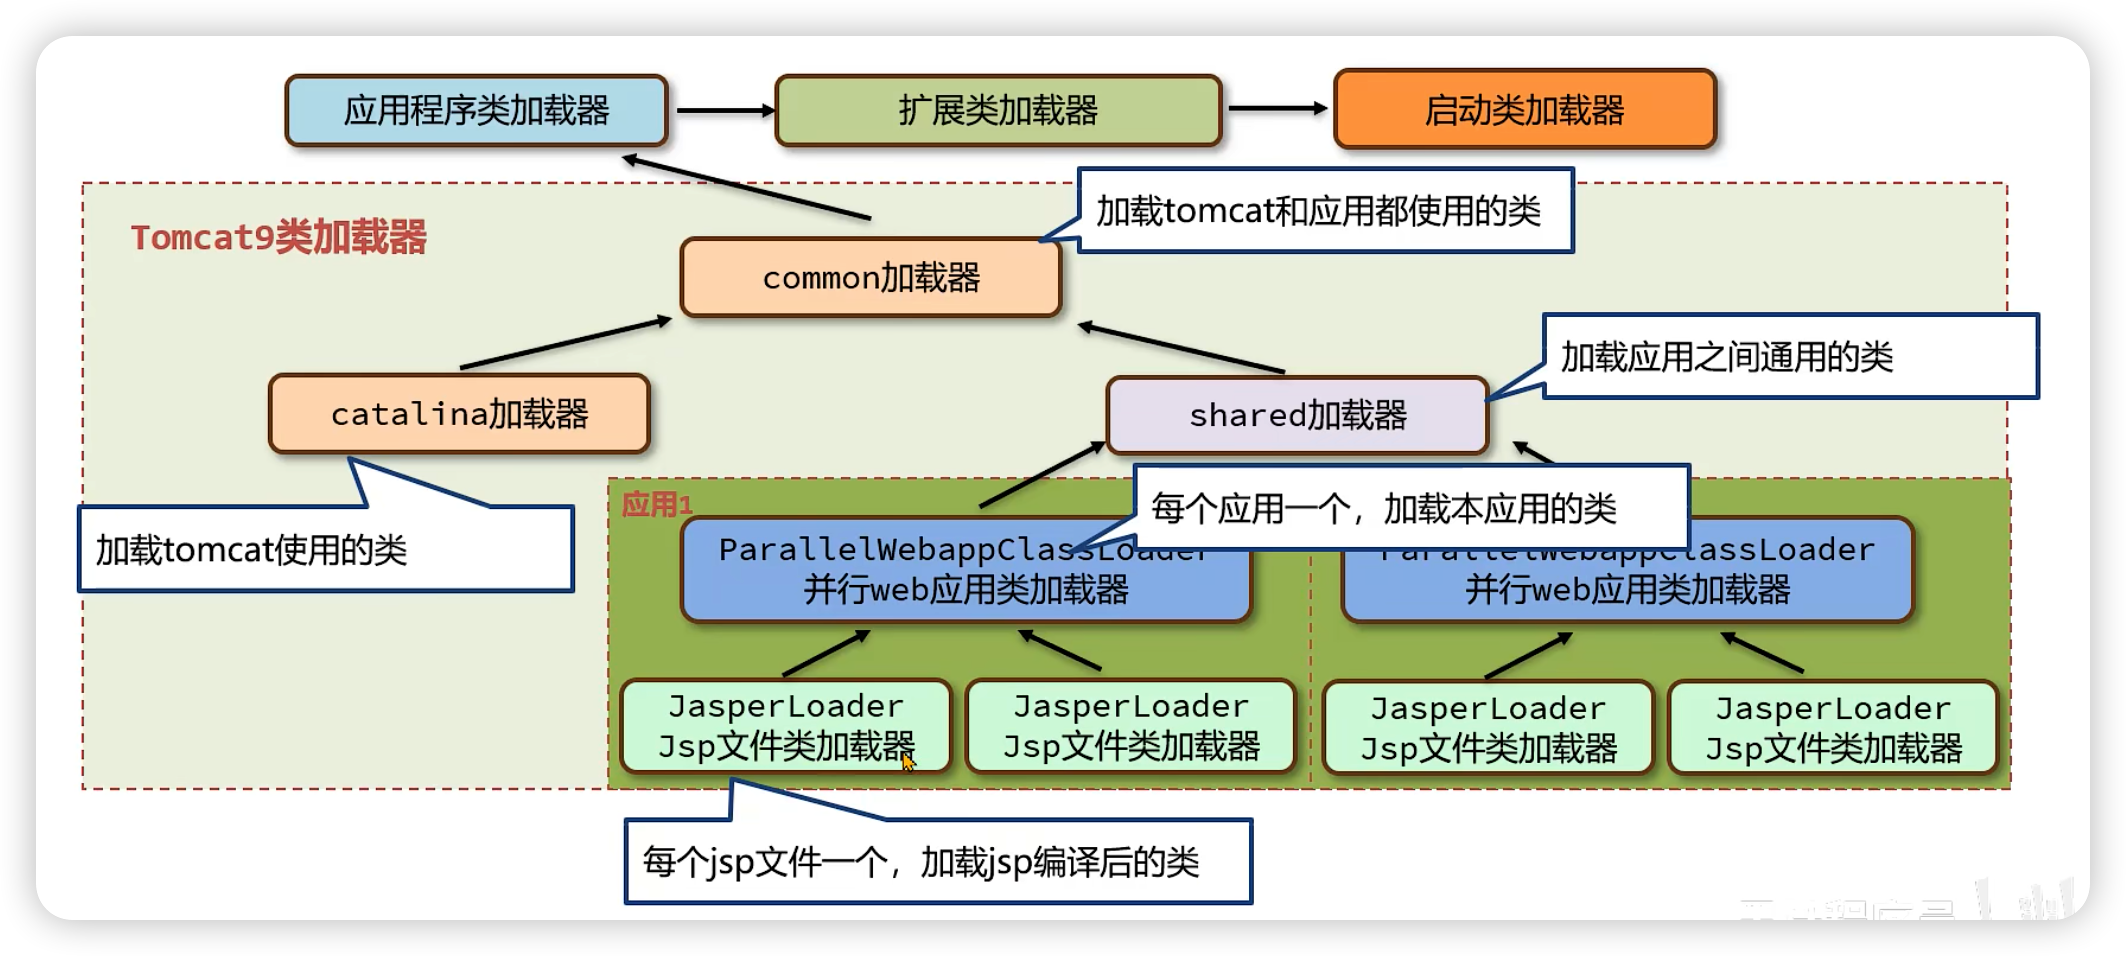 应用程序类加载器
扩展类加载器
启动类加载器
加载tomcat和应用都使用的类
Tomcat9类加载器
common加载器
加载应用之间通用的类
catalina加载器
shared加载器
应用1
每个应用一个，加载本应用的类
加载tomcat使用的类
ParallelWebappClassLoader
并行web应用类加载器
ParallelWebappClassLoader
并行web应用类加载器
JasperLoader
Jsp文件类加载器
JasperLoader
Jsp文件类加载器
JasperLoader
Jsp文件类加载器
JasperLoader
Jsp文件类加载器
每个jsp文件一个，加载jsp编译后的类